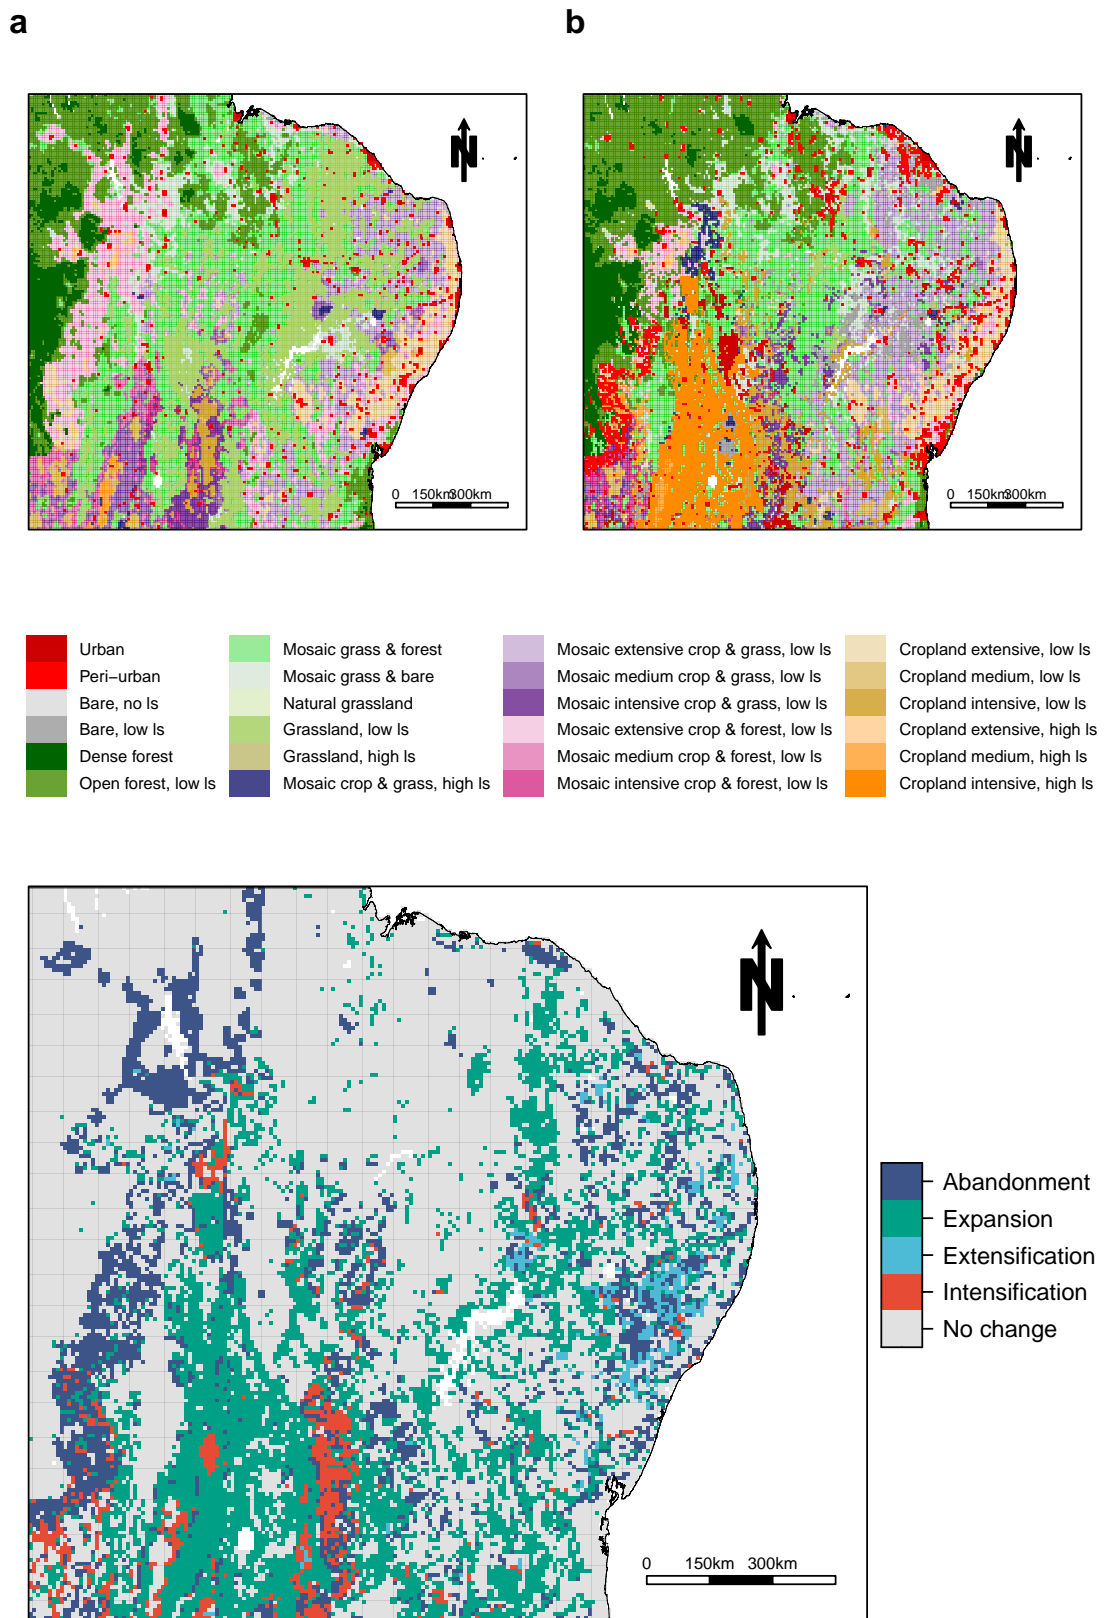 a
b
N
N
0 150km 300km
0 150km 300km
Urban
Peri−urban
Bare, no ls
Bare, low ls
Dense forest
Open forest, low ls
Mosaic grass & forest
Mosaic grass & bare
Natural grassland
Grassland, low ls
Grassland, high ls
Mosaic crop & grass, high ls
Mosaic extensive crop & grass, low ls
Mosaic medium crop & grass, low ls
Mosaic intensive crop & grass, low ls
Mosaic extensive crop & forest, low ls
Mosaic medium crop & forest, low ls
Mosaic intensive crop & forest, low ls
Cropland extensive, low ls
Cropland medium, low ls
Cropland intensive, low ls
Cropland extensive, high ls
Cropland medium, high ls
Cropland intensive, high ls
N
Abandonment
Expansion
Extensification
Intensification
No change
0 150km 300km